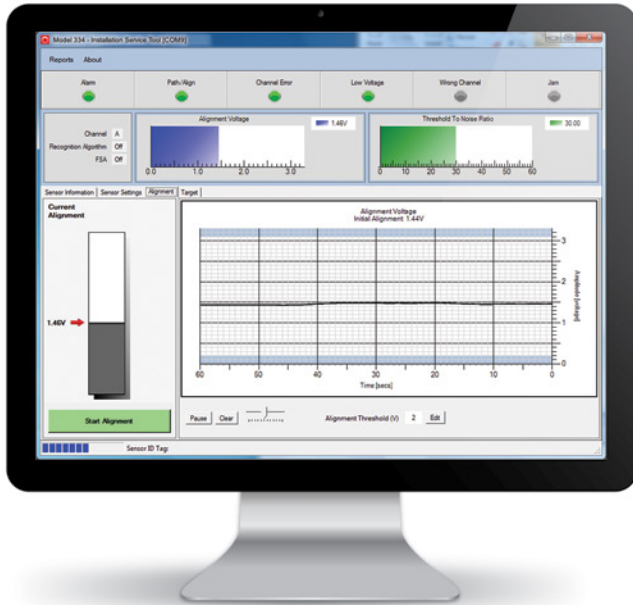 Model 334 - Installation Service Tool [COM9]
Reports About
Alarm Path/Align Channel Error Low Voltage Wrong Channel Jam
Channel A
Recognition Algorithm Off
FSA Off
Alignment Voltage
1.46V
0.0 1.0 2.0 3.0
Threshold To Noise Ratio
30.00
0 10 20 30 40 50 60
Sensor Information Sensor Settings Alignment Target
Current
Alignment
1.46V
Start Alignment
Alignment Voltage
Initial Alignment 1.44V
3
2
1
0
Amplitude [voltage]
60 50 40 30 20 10 0
Time [secs]
Pause Clear Alignment Threshold (V) 2 Edit
Sensor ID Tag: